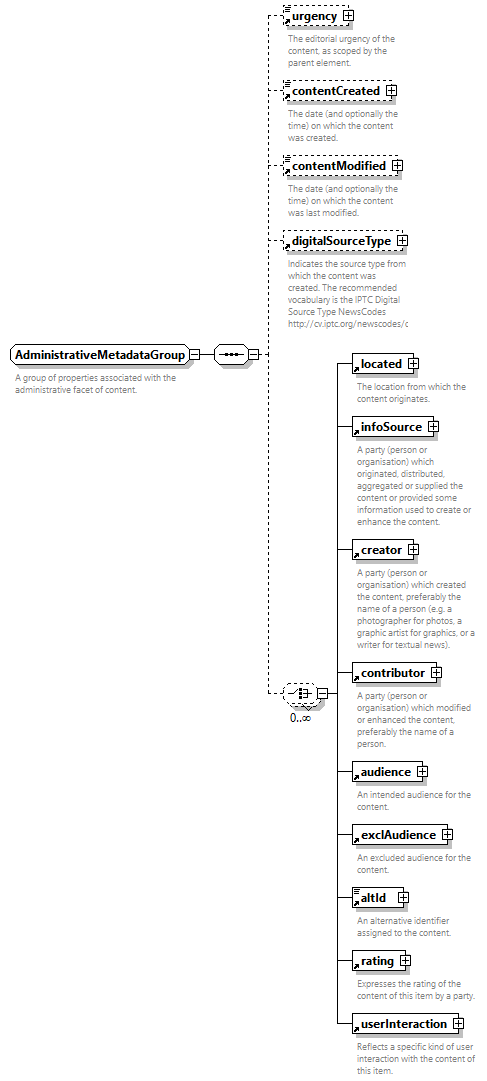 urgency
The editorial urgency of the
content, as scoped by the
parent element.
contentCreated
The date (and optionally the
time) on which the content
was created.
contentModified
The date (and optionally the
time) on which the content
was last modified.
digitalSourceType
Indicates the source type from
which the content was
created. The recommended
vocabulary is the IPTC Digital
Source Type NewsCodes
http://cv.iptc.org/newscodes/c
AdministrativeMetadataGroup
A group of properties associated with the
administrative facet of content.
0..∞
located
The location from which the
content originates.
infoSource
A party (person or
organisation) which
originated, distributed,
aggregated or supplied the
content or provided some
information used to create or
enhance the content.
creator
A party (person or
organisation) which created
the content, preferably the
name of a person (e.g. a
photographer for photos, a
graphic artist for graphics, or a
writer for textual news).
contributor
A party (person or
organisation) which modified
or enhanced the content,
preferably the name of a
person.
audience
An intended audience for the
content.
exclAudience
An excluded audience for the
content.
altId
An alternative identifier
assigned to the content.
rating
Expresses the rating of the
content of this item by a party.
userInteraction
Reflects a specific kind of user
interaction with the content of
this item.